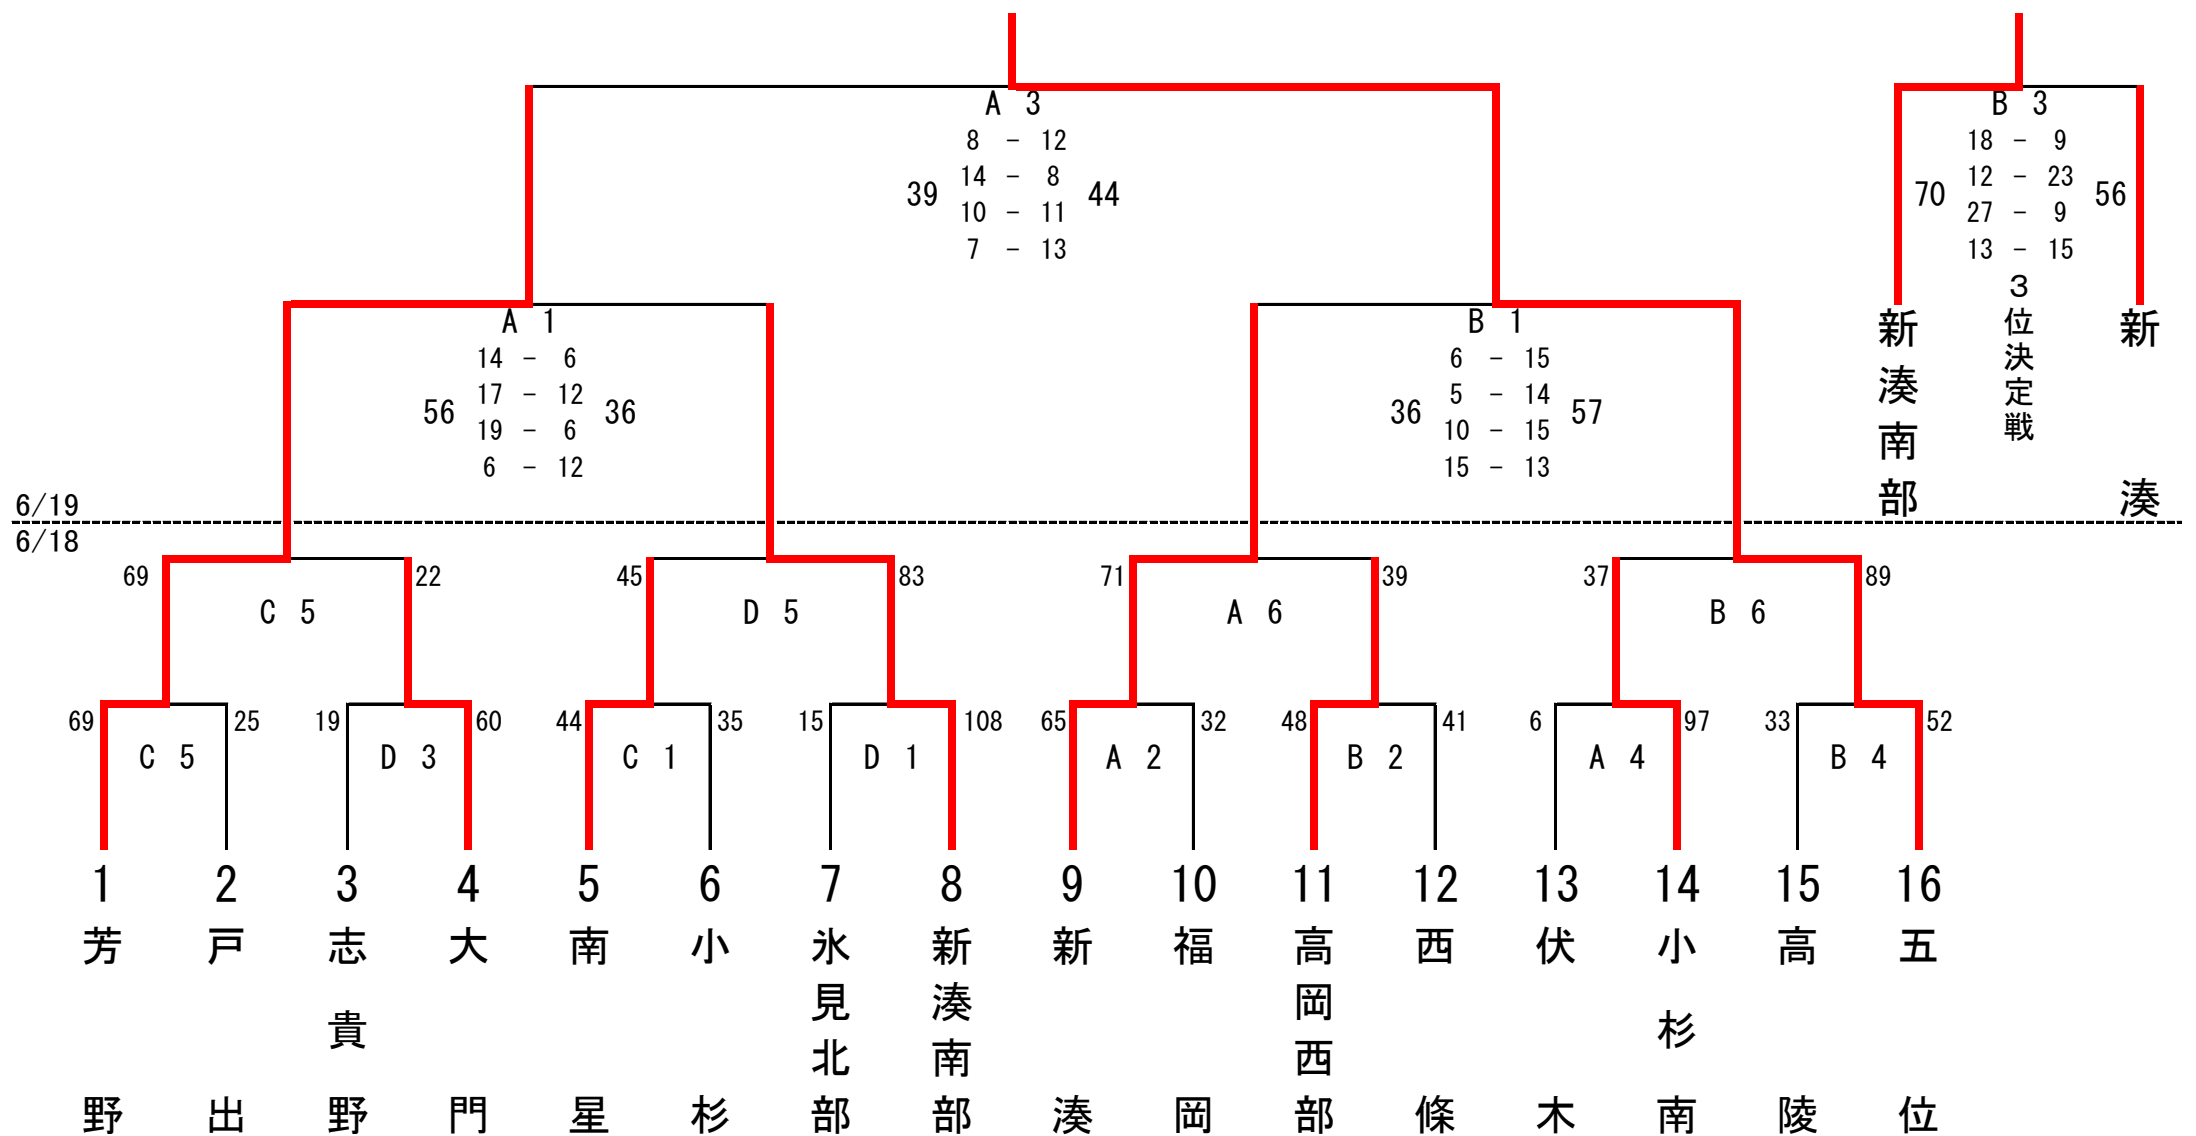 A 3
8 - 12
14 - 8
39 44
10 - 11
7 - 13
B 3
18 - 9
12 - 23
70 56
27 - 9
13 - 15
3位決定戦
新湊南部
新湊
A 1
14 - 6
17 - 12
56 36
19 - 6
6 - 12
B 1
6 - 15
5 - 14
36 57
10 - 15
15 - 13
6/19
6/18
69 22 45 83 71 39 37 89
C 5 D 5 A 6 B 6
69 25 19 60 44 35 15 108 65 32 48 41 6 97 33 52
C 5 D 3 C 1 D 1 A 2 B 2 A 4 B 4
1 2 3 4 5 6 7 8 9 10 11 12 13 14 15 16
芳野
戸出
志貴野
大門
南星
小杉
氷見北部
新湊南部
新湊
福岡
高岡西部
西條
伏木
小杉南
高陵
五位